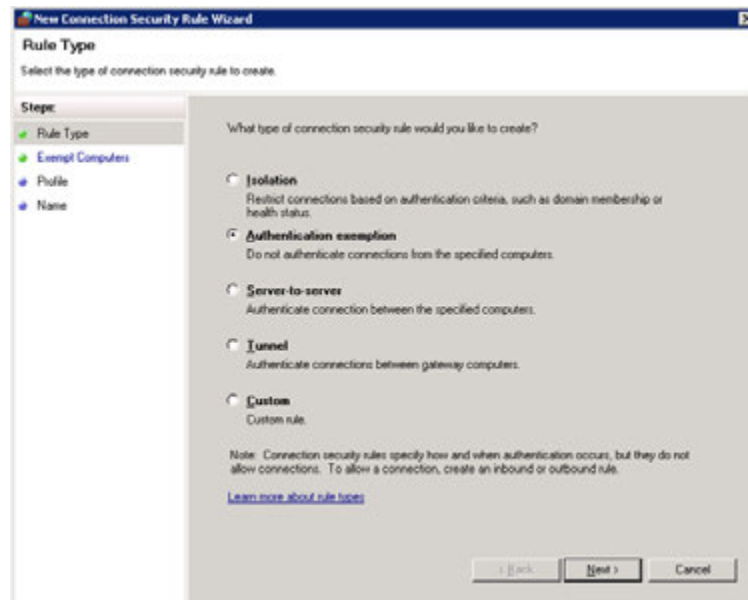 New Connection Security Rule Wizard
Rule Type
Select the type of connection security rule to create.
Steps:
Rule Type
Exempt Computers
Profile
Name
What type of connection security rule would you like to create?
Isolation
Restrict connections based on authentication criteria, such as domain membership or
health status.
Authentication exemption
Do not authenticate connections from the specified computers.
Server-to-server
Authenticate connection between the specified computers.
Tunnel
Authenticate connections between gateway computers.
Custom
Custom rule.
Note: Connection security rules specify how and when authentication occurs, but they do not
allow connections. To allow a connection, create an inbound or outbound rule.
Learn more about rule types
< Back
Next >
Cancel